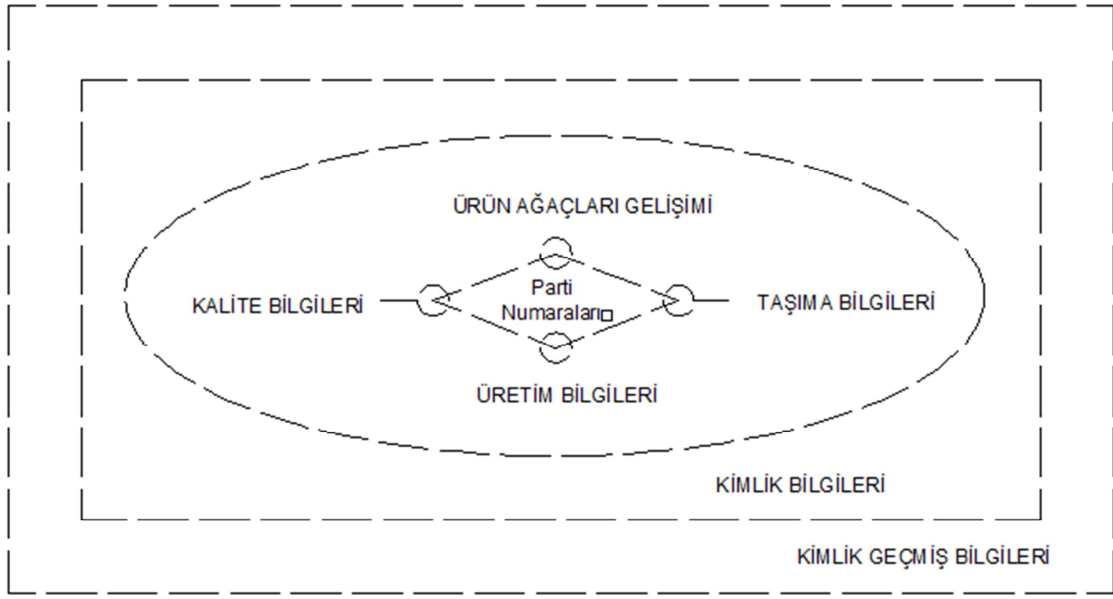 ÜRÜN AĞAÇLARI GELİŞİMİ
KALİTE BİLGİLERİ
Parti
Numaraları
TAŞIMA BİLGİLERİ
ÜRETİM BİLGİLERİ
KİMLİK BİLGİLERİ
KİMLİK GEÇMİŞ BİLGİLERİ